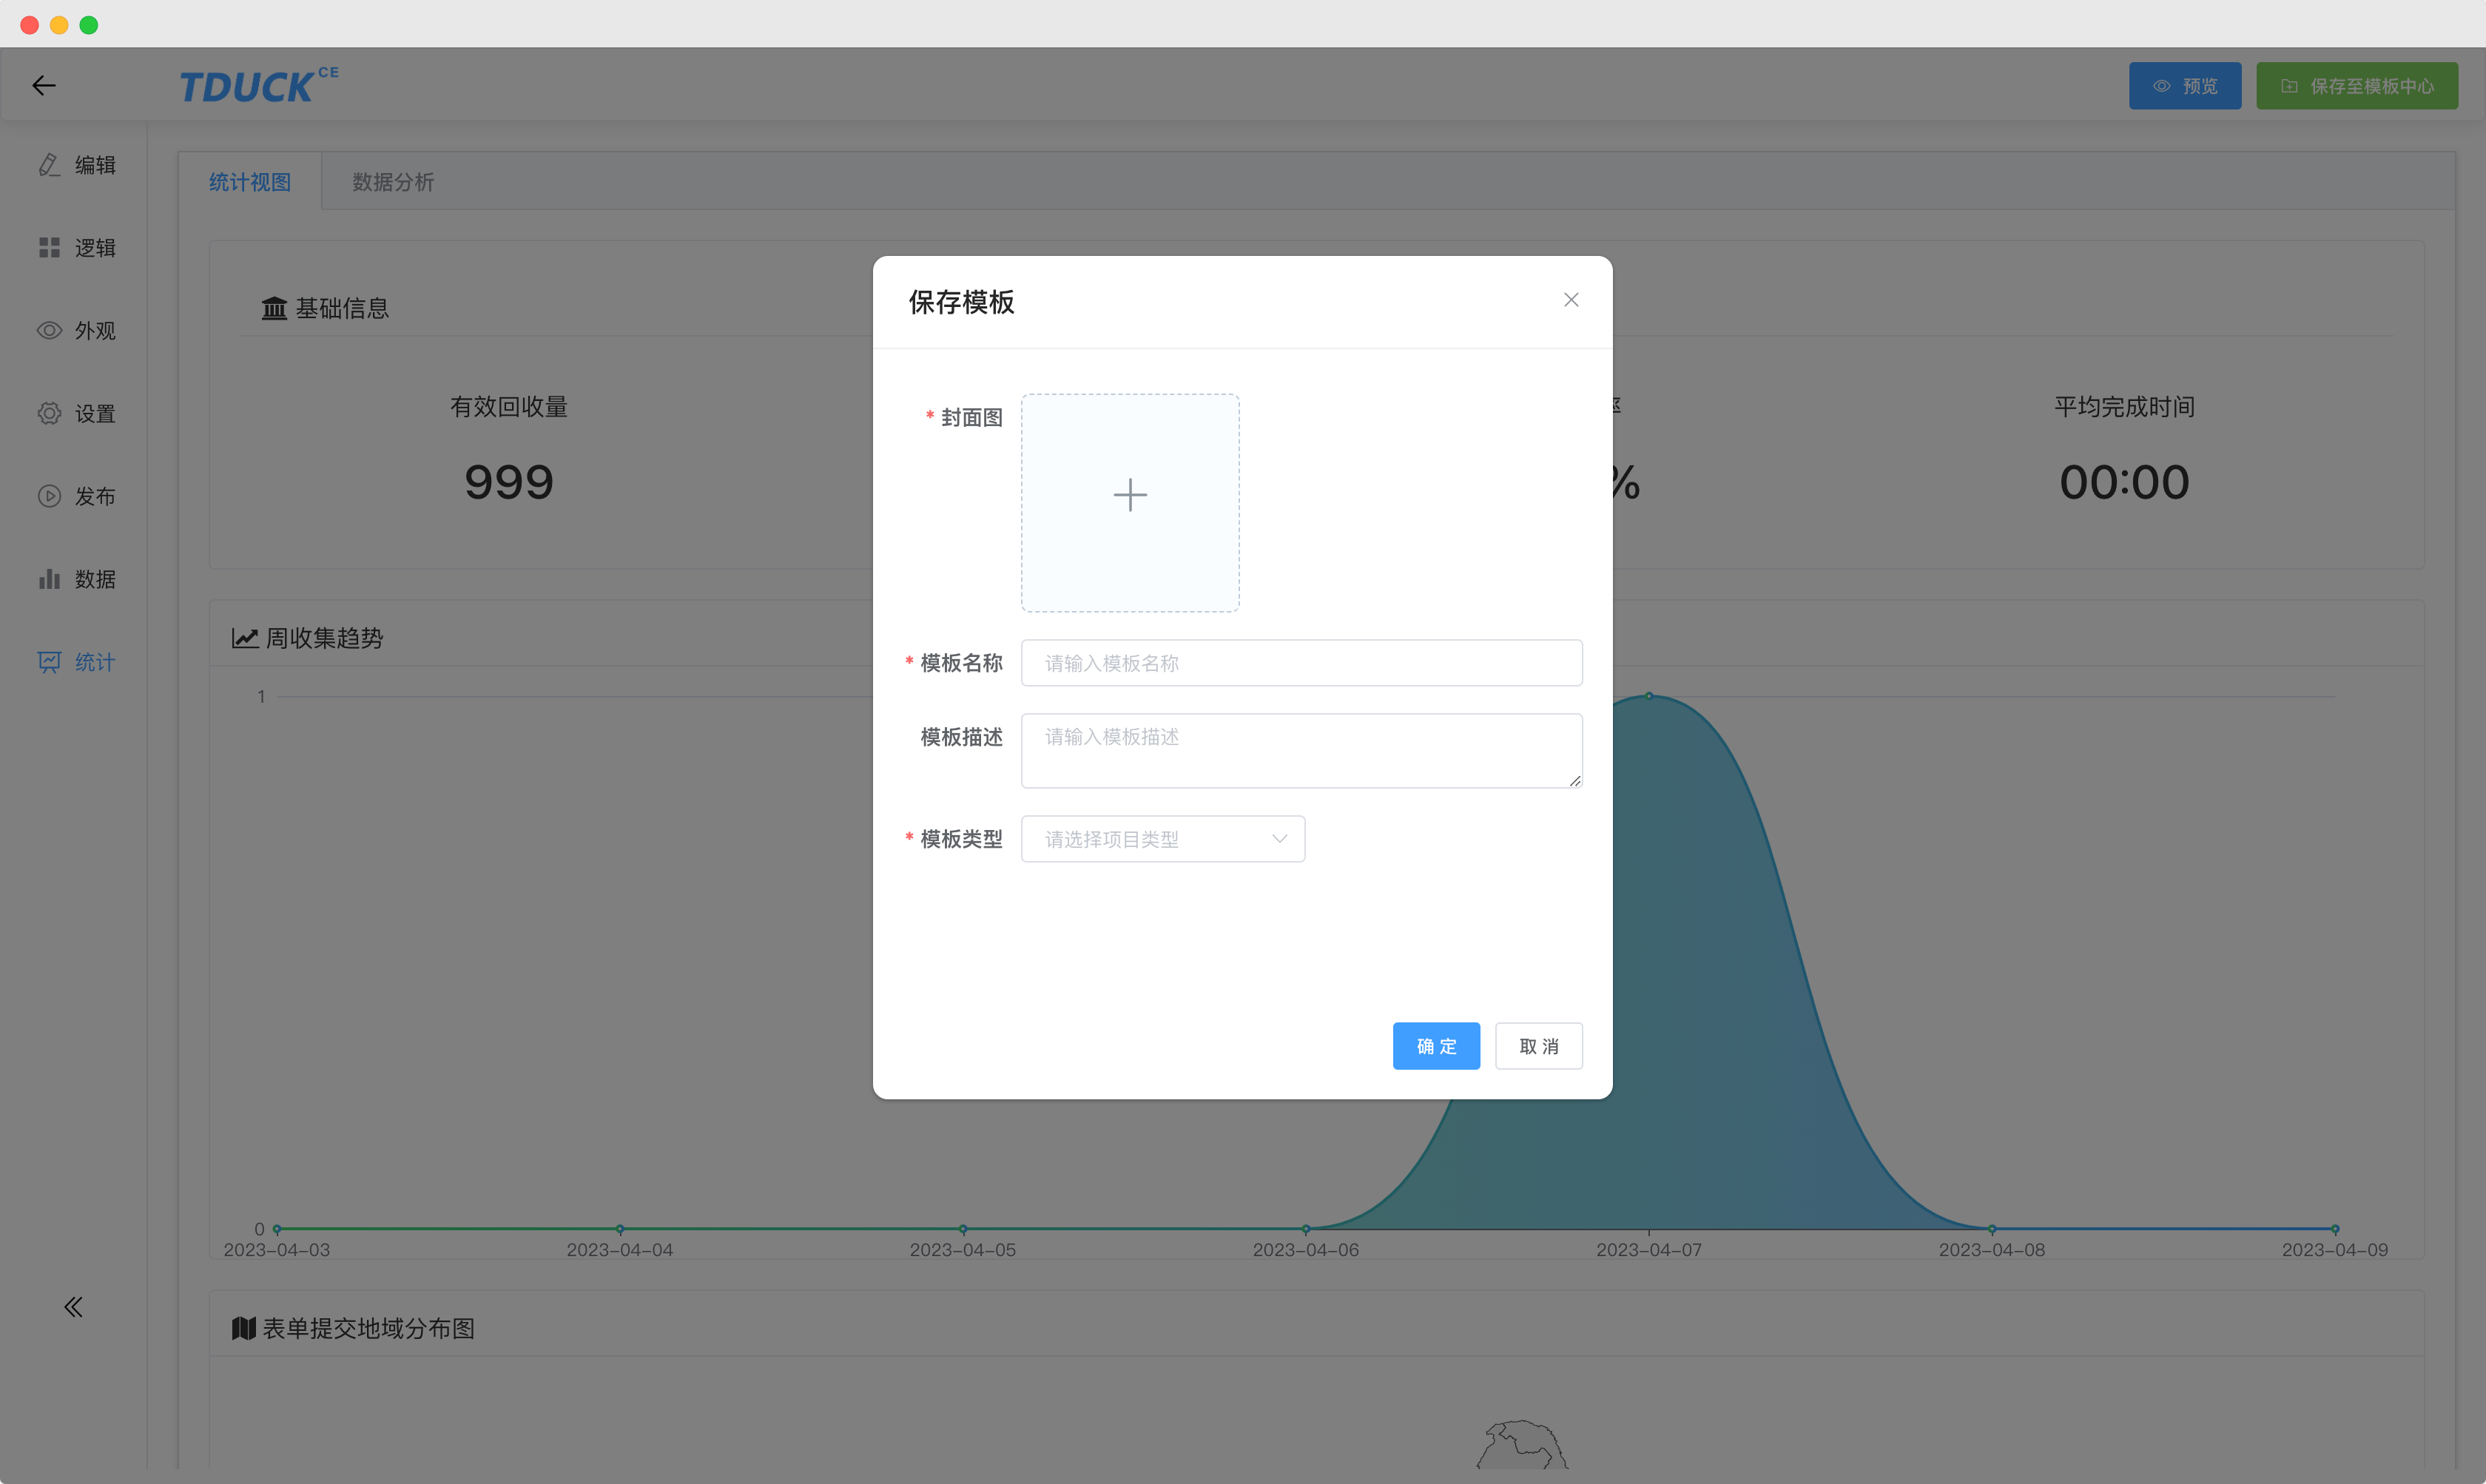 TDUCK CE
预览
保存至模板中心
编辑
逻辑
外观
设置
发布
数据
统计
统计视图
数据分析
基础信息
有效回收量
999
%
平均完成时间
00:00
周收集趋势
1
0
2023-04-03
2023-04-04
2023-04-05
2023-04-06
2023-04-07
2023-04-08
2023-04-09
表单提交地域分布图
保存模板
* 封面图
* 模板名称
请输入模板名称
模板描述
请输入模板描述
* 模板类型
请选择项目类型
确 定
取 消